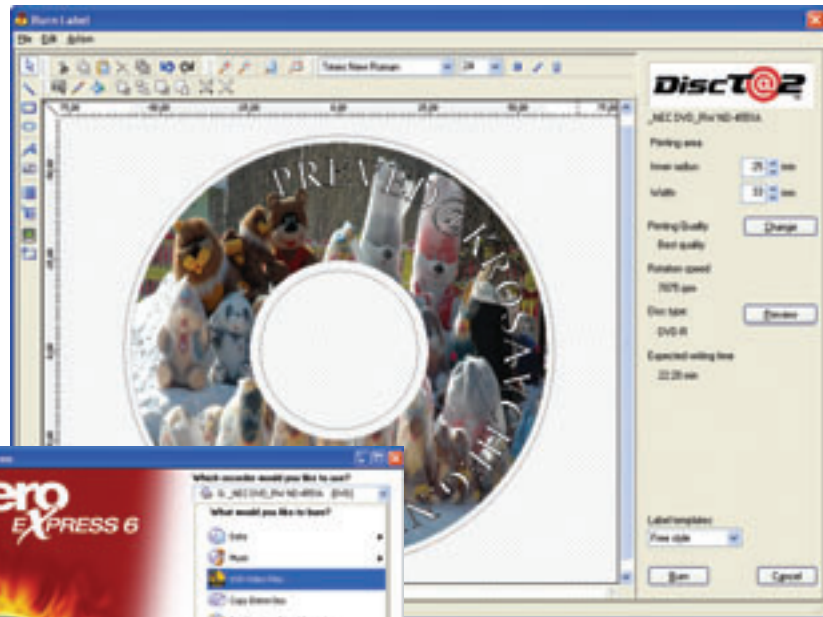 Burn Label
File Edit Action
Times New Roman 24
DiscT@2
_NEC DVD_RW ND-4551A
Printing area
Inner radius: 25 mm
Width: 33 mm
Printing Quality Change
Best quality
Rotation speed
7075 rpm
Disc type: Preview
DVD-R
Expected writing time
22:20 min
Label templates:
Free style
Burn Cancel
PREVED KROSAVCHEG
ero
EXPRESS 6
Which recorder would you like to use?
G: _NEC DVD_RW ND-4551A [DVD]
What would you like to burn?
Data
Music
DVD-Video Files
Copy Entire Disc